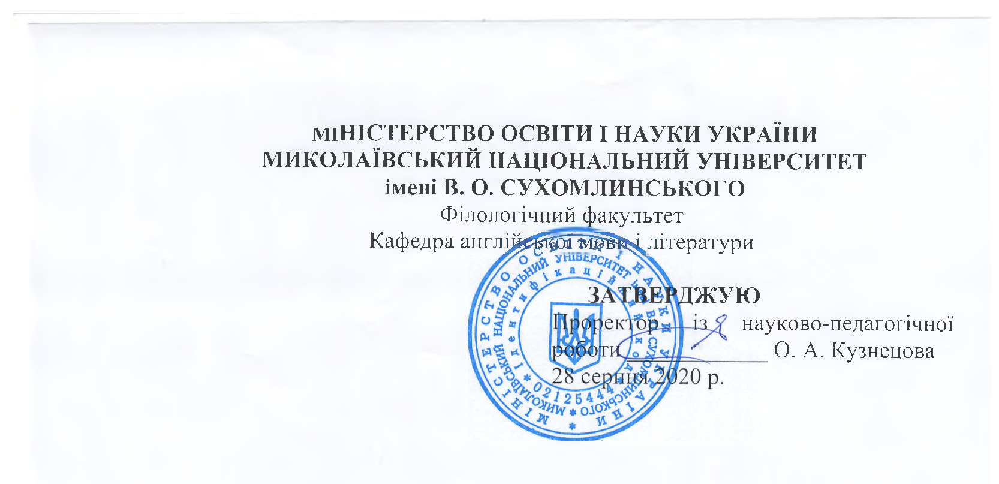 МІНІСТЕРСТВО ОСВІТИ І НАУКИ УКРАЇНИ
МИКОЛАЇВСЬКИЙ НАЦІОНАЛЬНИЙ УНІВЕРСИТЕТ
імені В. О. СУХОМЛИНСЬКОГО
Філологічний факультет
Кафедра англійської мови і літератури
ЗАТВЕРДЖУЮ
Проректор із науково-педагогічної
роботи ____________ О. А. Кузнєцова
28 серпня 2020 р.
МІНІСТЕРСТВО ОСВІТИ І НАУКИ УКРАЇНИ *
МИКОЛАЇВСЬКИЙ НАЦІОНАЛЬНИЙ УНІВЕРСИТЕТ імені В.О. СУХОМЛИНСЬКОГО *
Ідентифікаційний код
* 02125444 *